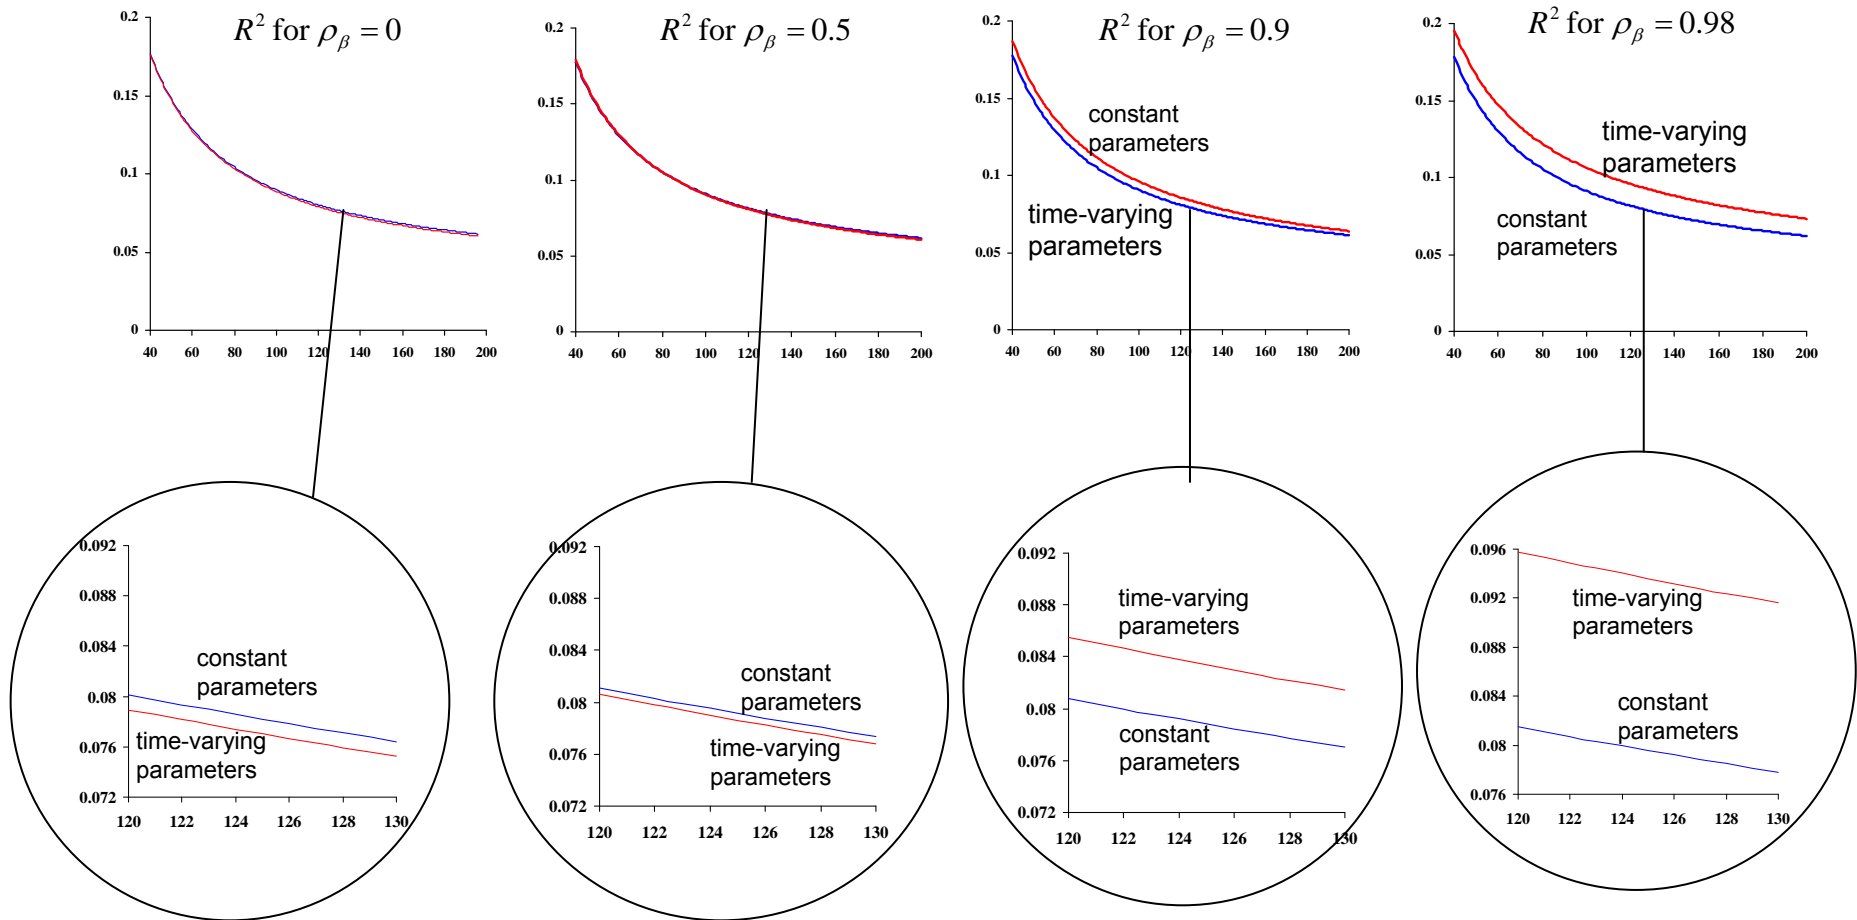 R² for ρβ = 0
0.2
0.15
0.1
0.05
0
40 60 80 100 120 140 160 180 200
R² for ρβ = 0.5
0.2
0.15
0.1
0.05
0
40 60 80 100 120 140 160 180 200
R² for ρβ = 0.9
0.2
0.15
0.1
0.05
0
constant
parameters
time-varying
parameters
40 60 80 100 120 140 160 180 200
R² for ρβ = 0.98
0.2
0.15
0.1
0.05
0
time-varying
parameters
constant
parameters
40 60 80 100 120 140 160 180 200
0.092
0.088
0.084
0.08
0.076
0.072
constant
parameters
time-varying
parameters
120 122 124 126 128 130
0.092
0.088
0.084
0.08
0.076
0.072
constant
parameters
time-varying
parameters
120 122 124 126 128 130
0.092
0.088
0.084
0.08
0.076
0.072
time-varying
parameters
constant
parameters
120 122 124 126 128 130
0.096
0.092
0.088
0.084
0.08
0.076
time-varying
parameters
constant
parameters
120 122 124 126 128 130